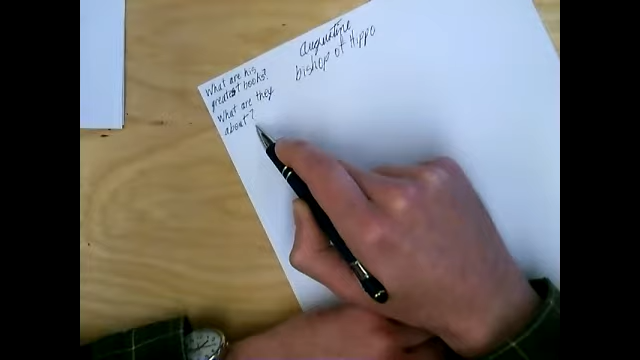 Augustine
bishop of Hippo
What are his
greatest books?
What are they
about?